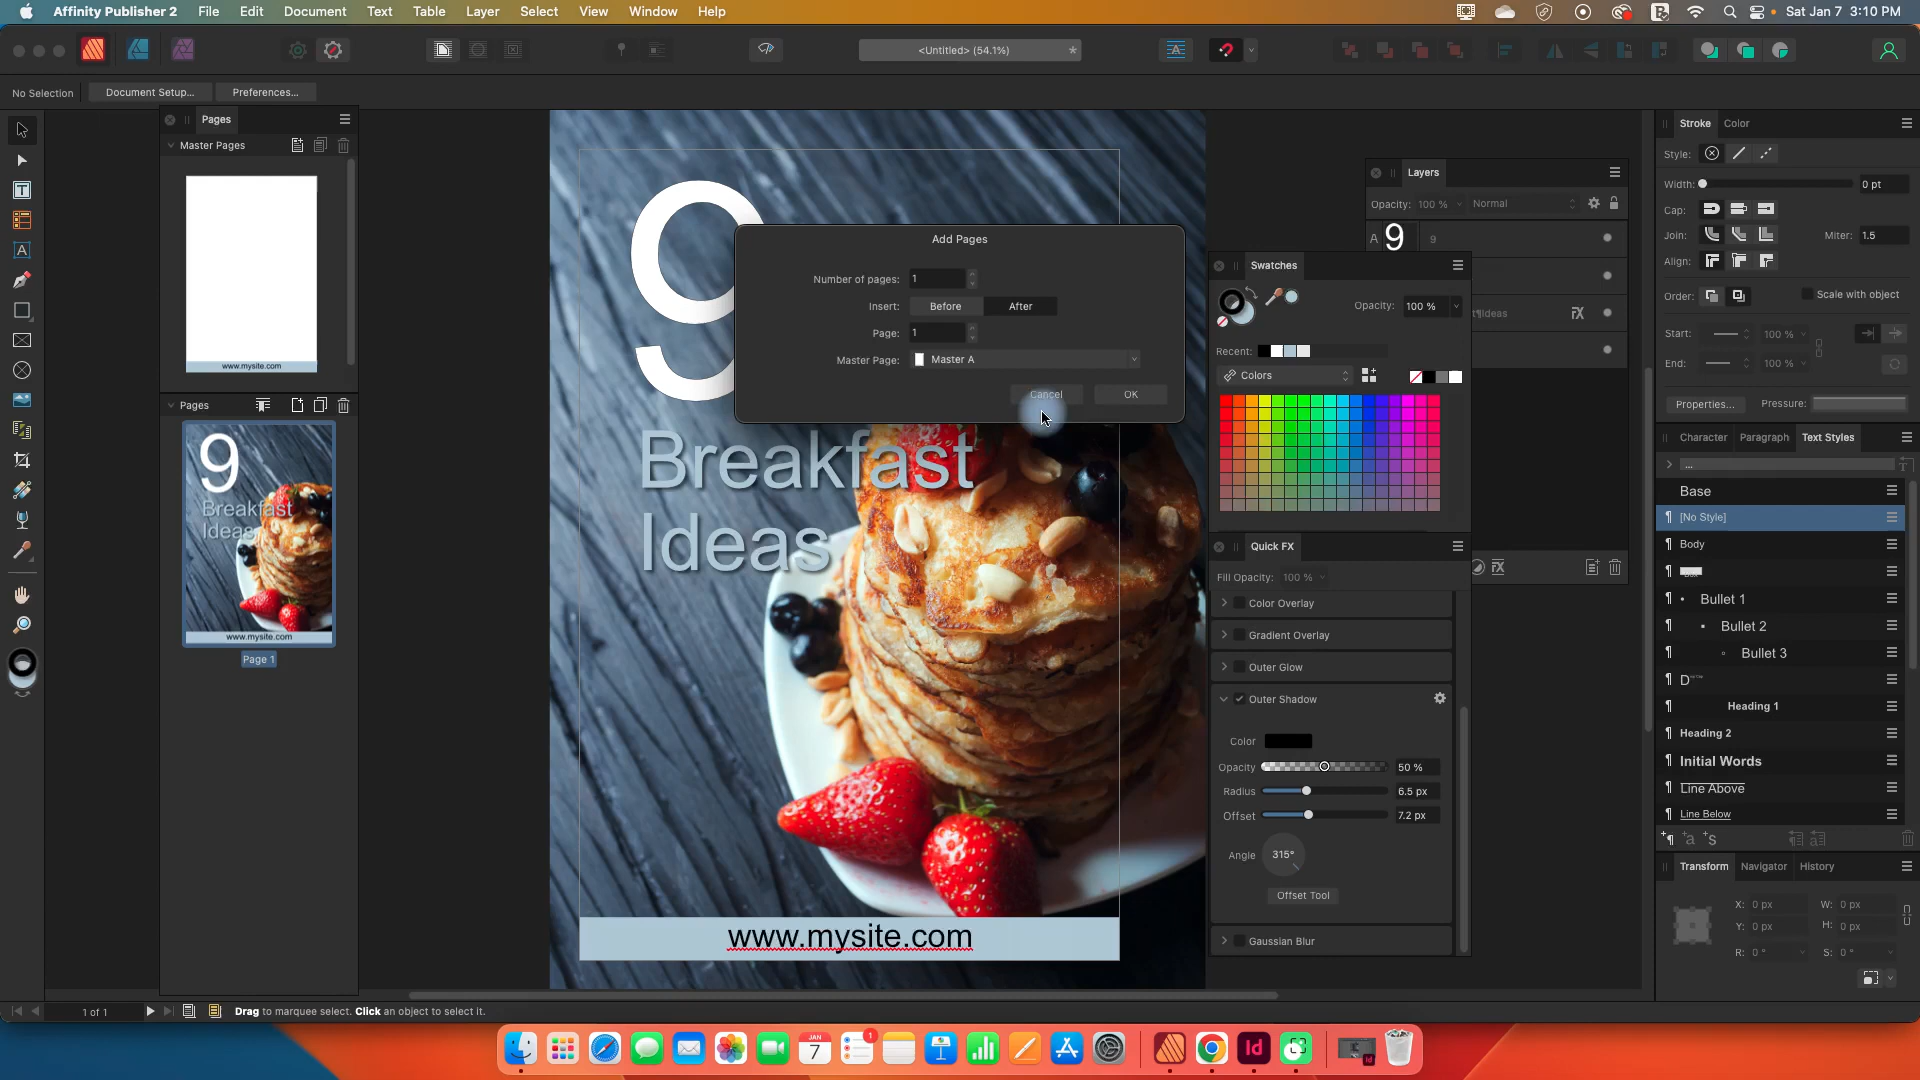 Affinity Publisher 2 File Edit Document Text Table Layer Select View Window Help Sat Jan 7 3:10 PM
<Untitled> (54.1%) *
No Selection Document Setup... Preferences...
Pages
Master Pages
www.mysite.com
Pages
9
Breakfast
Ideas
www.mysite.com
Page 1
9
Breakfast
Ideas
www.mysite.com
Add Pages
Number of pages: 1
Insert: Before After
Page: 1
Master Page: Master A
Cancel OK
Layers
Opacity: 100 % Normal
A 9 9
Ideas FX
Swatches
Opacity: 100 %
Recent:
Colors
Quick FX
Fill Opacity: 100 %
Color Overlay
Gradient Overlay
Outer Glow
Outer Shadow
Color
Opacity 50 %
Radius 6.5 px
Offset 7.2 px
Angle 315°
Offset Tool
Gaussian Blur
Stroke Color
Style:
Width: 0 pt
Cap:
Join: Miter: 1.5
Align:
Order: Scale with object
Start: 100 %
End: 100 %
Properties... Pressure:
Character Paragraph Text Styles
...
Base
[No Style]
Body
Bullet 1
Bullet 2
Bullet 3
Heading 1
Heading 2
Initial Words
Line Above
Line Below
Transform Navigator History
X: 0 px W: 0 px
Y: 0 px H: 0 px
R: 0 ° S: 0 °
1 of 1 Drag to marquee select. Click an object to select it.
JAN
7
1
Id